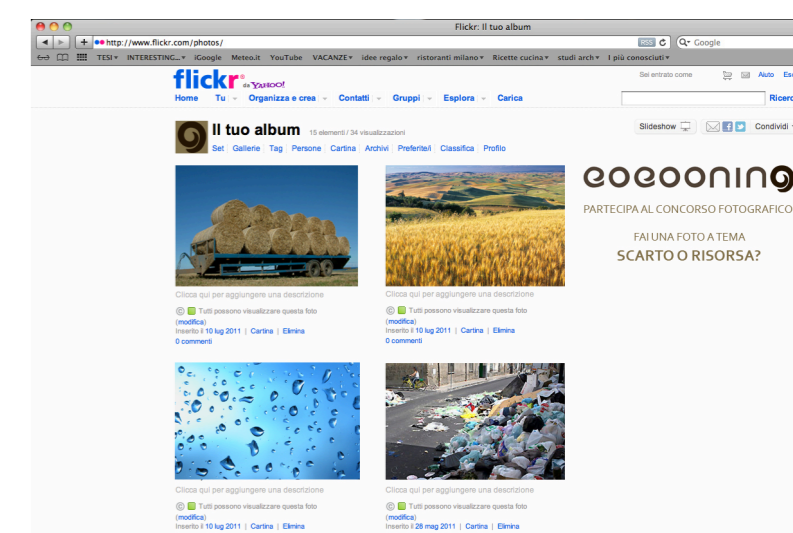 Flickr: Il tuo album
http://www.flickr.com/photos/
RSS
Google
TESI INTERESTING... iGoogle Meteo.it YouTube VACANZE idee regalo ristoranti milano Ricette cucina studi arch I più conosciuti
flickr da YAHOO!
Sei entrato come
Aiuto Es
Home Tu Organizza e crea Contatti Gruppi Esplora Carica
Ricerc
Il tuo album 15 elementi / 34 visualizzazioni
Slideshow Condividi
Set Gallerie Tag Persone Cartina Archivi Preferite/i Classifica Profilo
PARTECIPA AL CONCORSO FOTOGRAFICO
FAI UNA FOTO A TEMA
SCARTO O RISORSA?
Clicca qui per aggiungere una descrizione
© Tutti possono visualizzare questa foto
(modifica)
Inserito il 10 lug 2011 | Cartina | Elimina
0 commenti
Clicca qui per aggiungere una descrizione
© Tutti possono visualizzare questa foto
(modifica)
Inserito il 10 lug 2011 | Cartina | Elimina
0 commenti
Clicca qui per aggiungere una descrizione
© Tutti possono visualizzare questa foto
(modifica)
Inserito il 10 lug 2011 | Cartina | Elimina
Clicca qui per aggiungere una descrizione
© Tutti possono visualizzare questa foto
(modifica)
Inserito il 28 mag 2011 | Cartina | Elimina